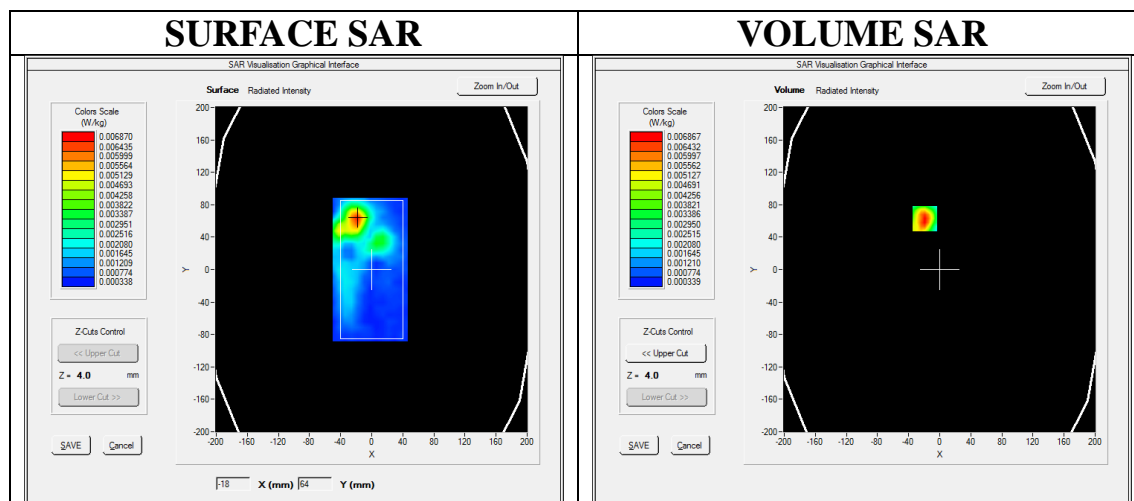 SURFACE SAR
VOLUME SAR
SAR Visualisation Graphical Interface
Surface Radiated Intensity
Zoom In/Out
Colors Scale
(W/kg)
0.006870
0.006435
0.005999
0.005564
0.005129
0.004693
0.004258
0.003822
0.003387
0.002951
0.002516
0.002080
0.001645
0.001209
0.000774
0.000338
200
160
120
80
40
0
-40
-80
-120
-160
-200
Y
-200 -160 -120 -80 -40 0 40 80 120 160 200
X
Z-Cuts Control
<< Upper Cut
Z = 4.0 mm
Lower Cut >>
SAVE Cancel
-18 X (mm) 64 Y (mm)
SAR Visualisation Graphical Interface
Volume Radiated Intensity
Zoom In/Out
Colors Scale
(W/kg)
0.006867
0.006432
0.005997
0.005562
0.005127
0.004691
0.004256
0.003821
0.003386
0.002950
0.002515
0.002080
0.001645
0.001210
0.000774
0.000339
200
160
120
80
40
0
-40
-80
-120
-160
-200
Y
-200 -160 -120 -80 -40 0 40 80 120 160 200
X
Z-Cuts Control
<< Upper Cut
Z = 4.0 mm
Lower Cut >>
SAVE Cancel